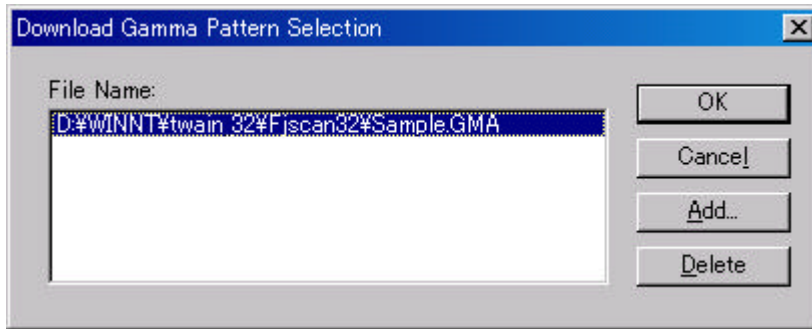 Download Gamma Pattern Selection
File Name:
D:¥WINNT¥twain_32¥Fjscan32¥Sample.GMA
OK
Cancel
Add...
Delete